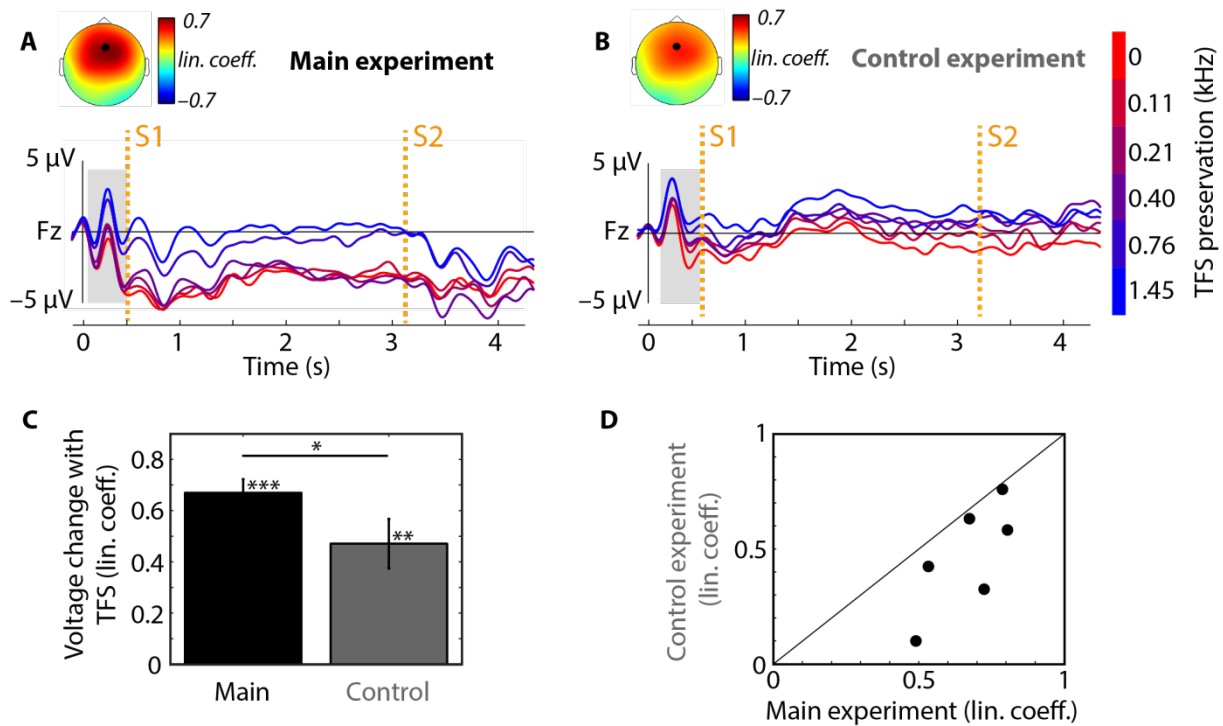 A
0.7
lin. coeff.
−0.7
Main experiment
S1
S2
5 µV
Fz
−5 µV
0 1 2 3 4
Time (s)
B
0.7
lin. coeff.
−0.7
Control experiment
S1
S2
5 µV
Fz
−5 µV
0 1 2 3 4
Time (s)
0
0.11
0.21
0.40
0.76
1.45
TFS preservation (kHz)
C
Voltage change with
TFS (lin. coeff.)
0.8
0.6
0.4
0.2
0
*
***
**
Main Control
D
Control experiment
(lin. coeff.)
1
0.5
0
0 0.5 1
Main experiment (lin. coeff.)